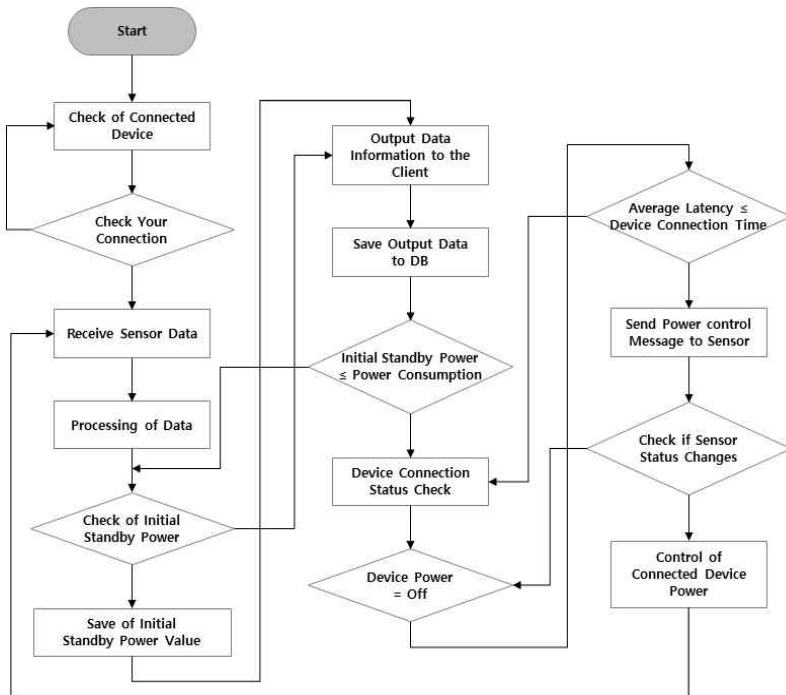 Start
Check of Connected
Device
Check Your
Connection
Receive Sensor Data
Processing of Data
Check of Initial
Standby Power
Save of Initial
Standby Power Value
Output Data
Information to the
Client
Save Output Data
to DB
Initial Standby Power
≤ Power Consumption
Device Connection
Status Check
Device Power
= Off
Average Latency ≤
Device Connection Time
Send Power control
Message to Sensor
Check if Sensor
Status Changes
Control of
Connected Device
Power